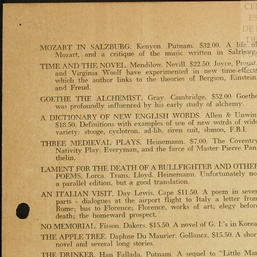 MOZART IN SALZBURG. Kenyon. Putnam. $32.00. A life of
Mozart, and a critique of the music written in Salzburg.
TIME AND THE NOVEL. Mendilow. Nevill. $22.50. Joyce, Proust,
and Virginia Woolf have experimented in new time-effects
which the author links to the theories of Bergson, Einstein
and Freud.
GOETHE THE ALCHEMIST. Gray. Cambridge. $52.00. Goethe
was profoundly influenced by his early study of alchemy.
A DICTIONARY OF NEW ENGLISH WORDS. Allen & Unwin.
$18.50. Definitions with examples of use of new words of wide
variety: stooge, cyclotron, ad-lib, siren suit, shmoo, F.B.I.
THREE MEDIEVAL PLAYS. Heinemann. $7.00. The Coventry
Nativity Play, Everyman, and the farce of Master Pierre Pa-
thelin.
LAMENT FOR THE DEATH OF A BULLFIGHTER AND OTHER
POEMS. Lorca. Trans. Lloyd. Heinemann. Unfortunately no
a parallel edition, but a good translation.
AN ITALIAN VISIT. Day Lewis. Cape $11.50. A poem in seven
parts - dialogues at the airport flight to Italy a letter from
Rome; bus to Florence, Florence, works of art; elegy before
death; the homeward prospect.
NO MEMORIAL. Fisson. Dakers. $15.50. A novel of G. I's in Korea
THE APPLE TREE. Daphne Du Maurier. Gollancz. $15.50. A short
novel and several long stories.
THE DRINKER. Han Fallada. Putnam. A sequel to "Little Man